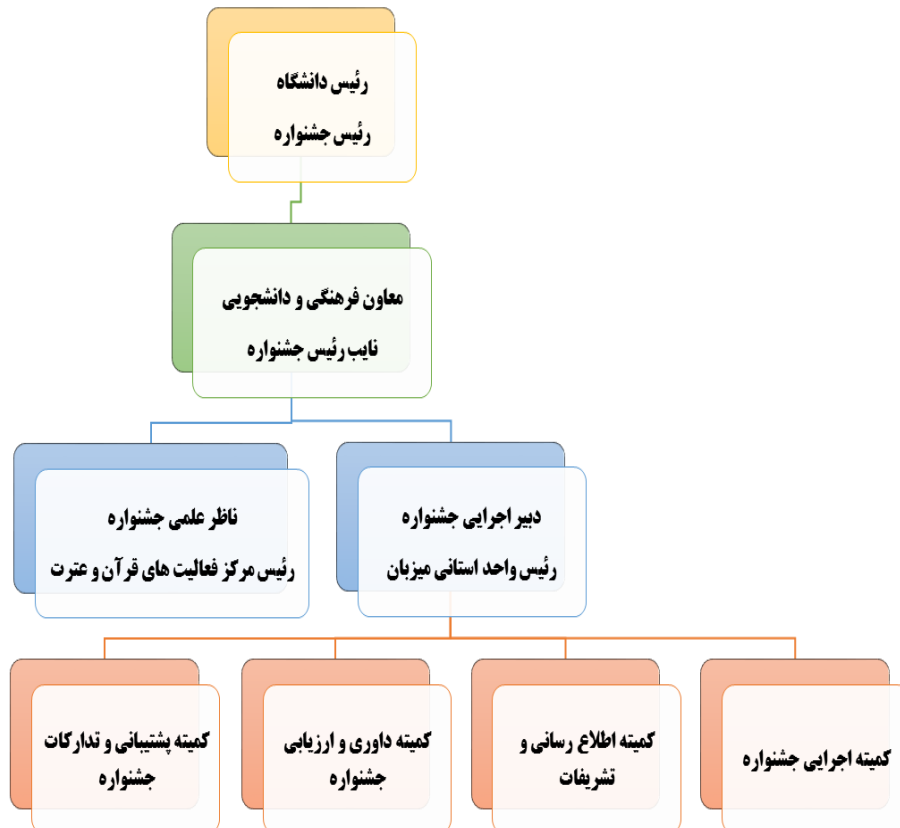 رئیس دانشگاه
رئیس جشنواره
معاون فرهنگی و دانشجویی
نایب رئیس جشنواره
دبیر اجرایی جشنواره
رئیس واحد استانی میزبان
ناظر علمی جشنواره
رئیس مرکز فعالیت های قرآن و عترت
کمیته اجرایی جشنواره
کمیته اطلاع رسانی و
تشریفات
کمیته داوری و ارزیابی
جشنواره
کمیته پشتیبانی و تدارکات
جشنواره